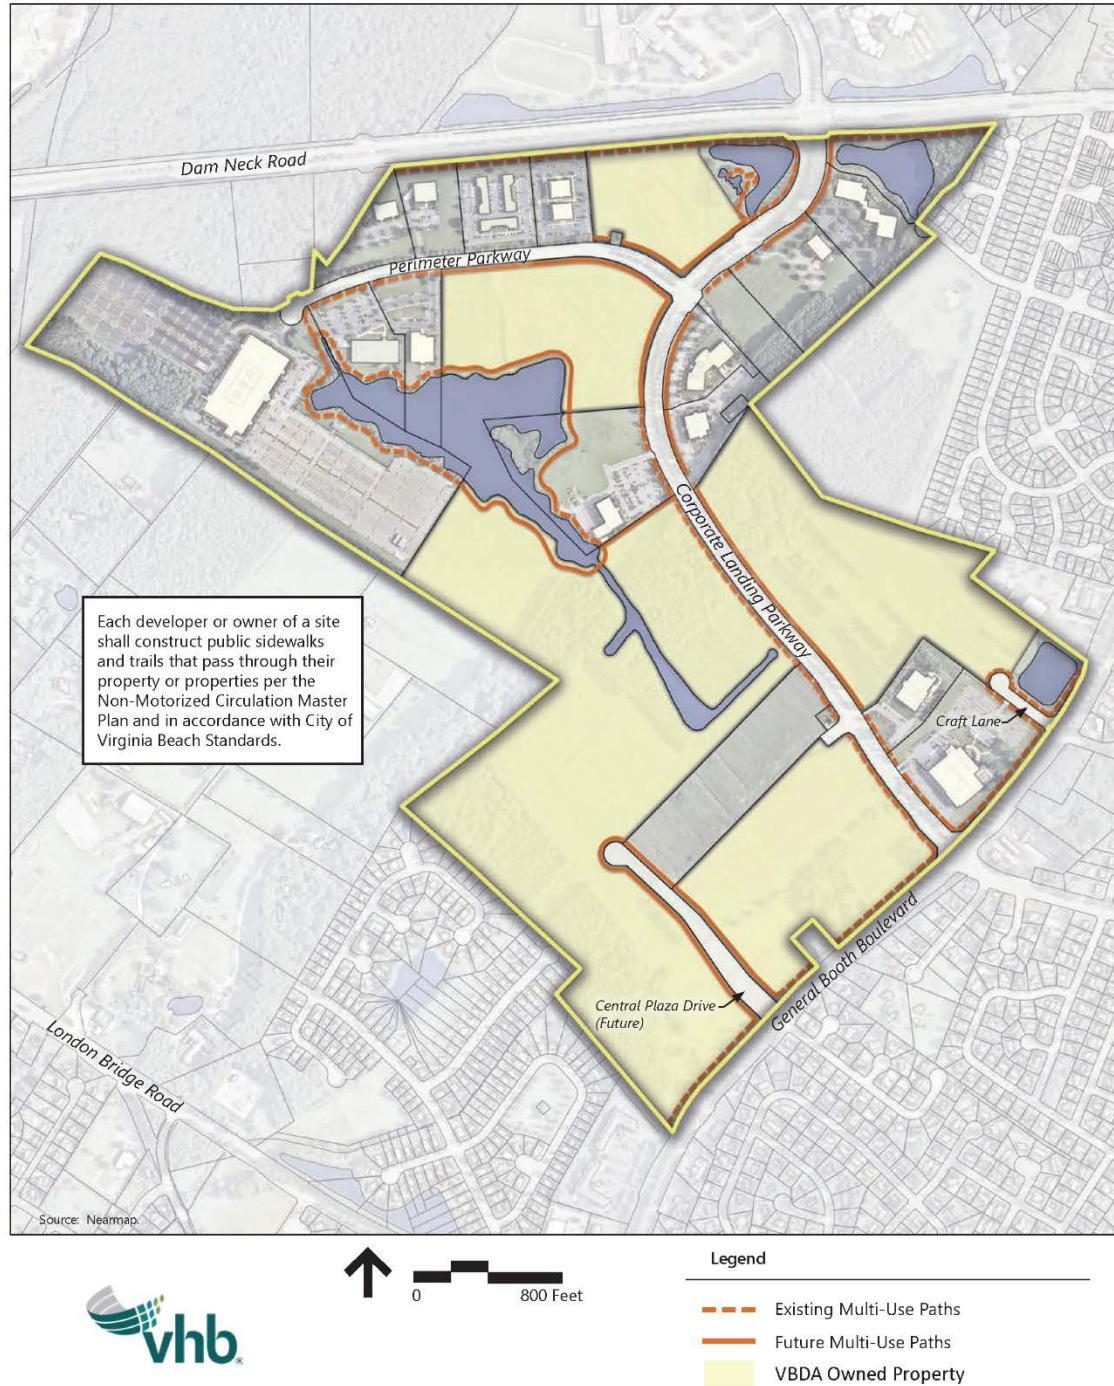 Dam Neck Road
Perimeter Parkway
Corporate Landing Parkway
Each developer or owner of a site
shall construct public sidewalks
and trails that pass through their
property or properties per the
Non-Motorized Circulation Master
Plan and in accordance with City of
Virginia Beach Standards.
Craft Lane
General Booth Boulevard
Central Plaza Drive
(Future)
London Bridge Road
Source: Nearmap.
0 800 Feet
vhb®
Legend
Existing Multi-Use Paths
Future Multi-Use Paths
VBDA Owned Property